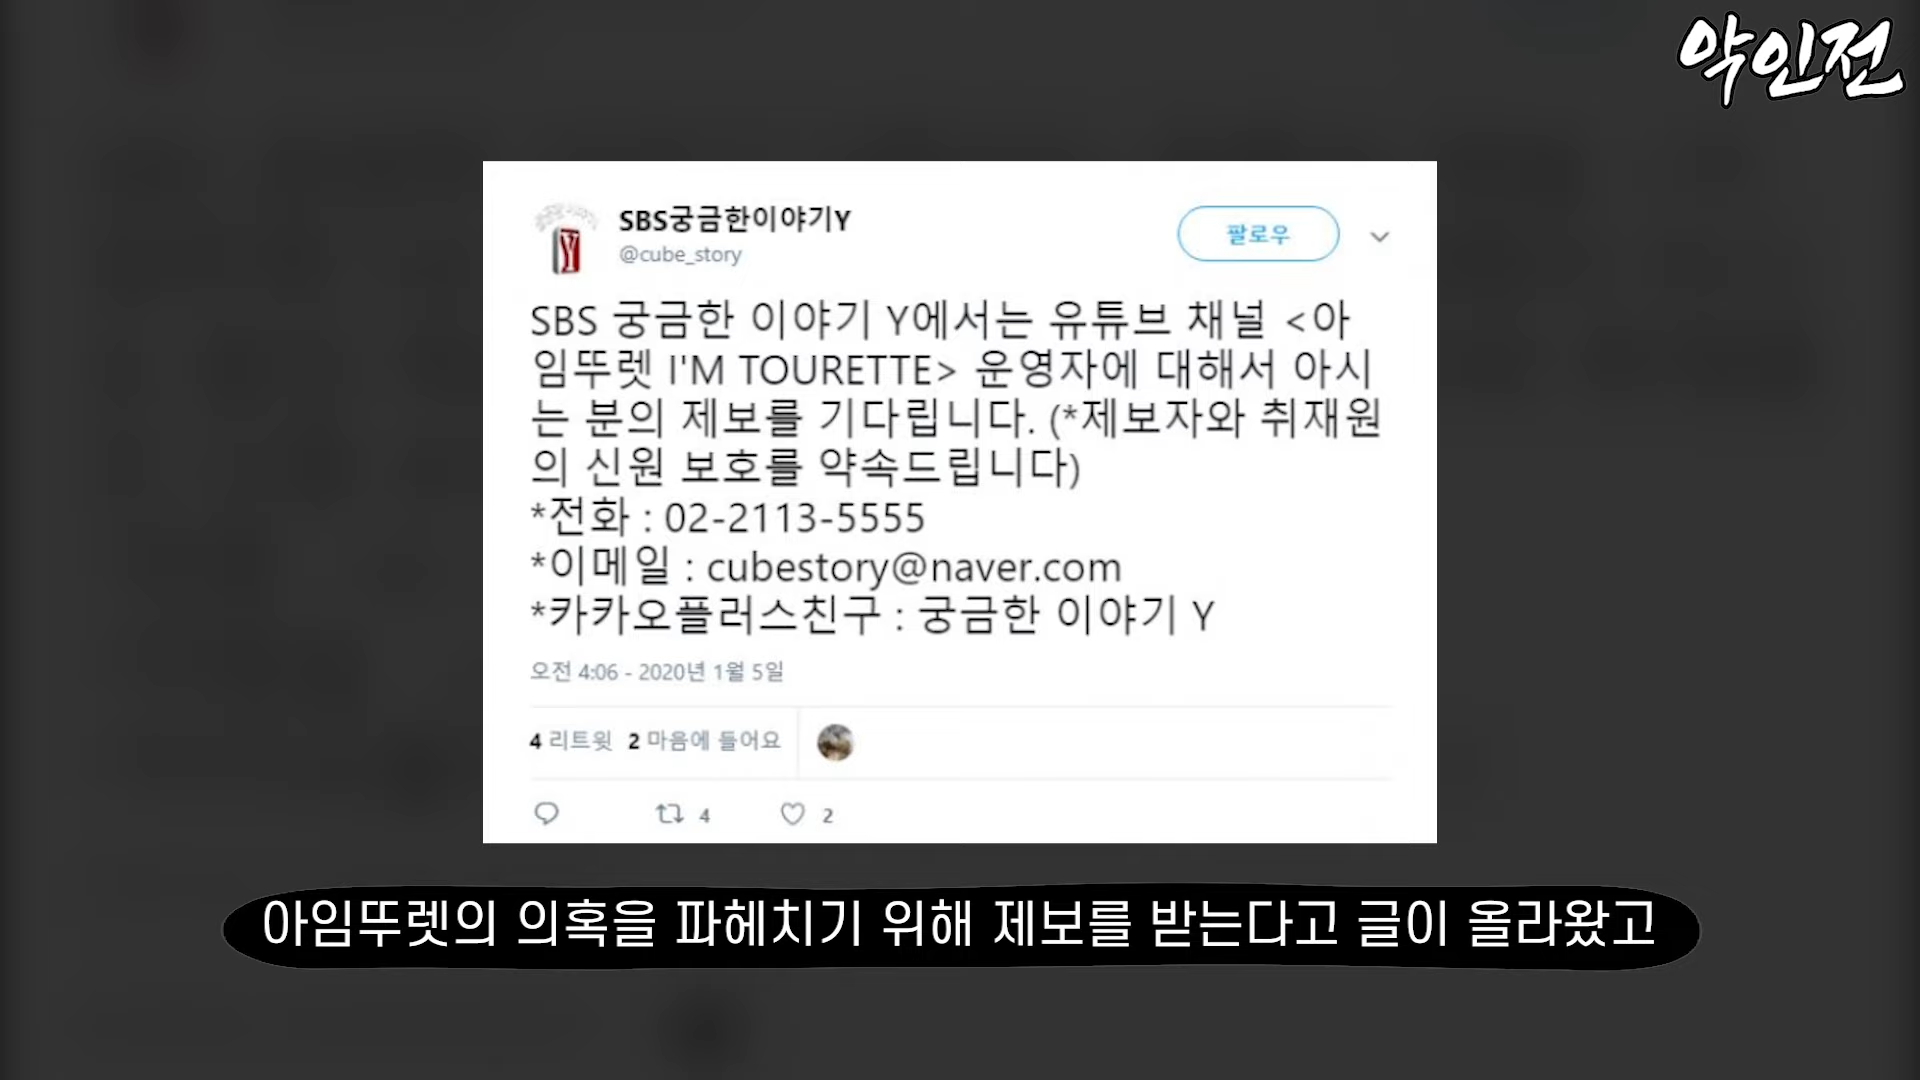 약인전
SBS궁금한이야기Y
@cube_story
팔로우
SBS 궁금한 이야기 Y에서는 유튜브 채널 <아
임뚜렛 I'M TOURETTE> 운영자에 대해서 아시
는 분의 제보를 기다립니다. (*제보자와 취재원
의 신원 보호를 약속드립니다)
*전화 : 02-2113-5555
*이메일 : cubestory@naver.com
*카카오플러스친구 : 궁금한 이야기 Y
오전 4:06 - 2020년 1월 5일
4 리트윗 2 마음에 들어요
4 2
아임뚜렛의 의혹을 파헤치기 위해 제보를 받는다고 글이 올라왔고